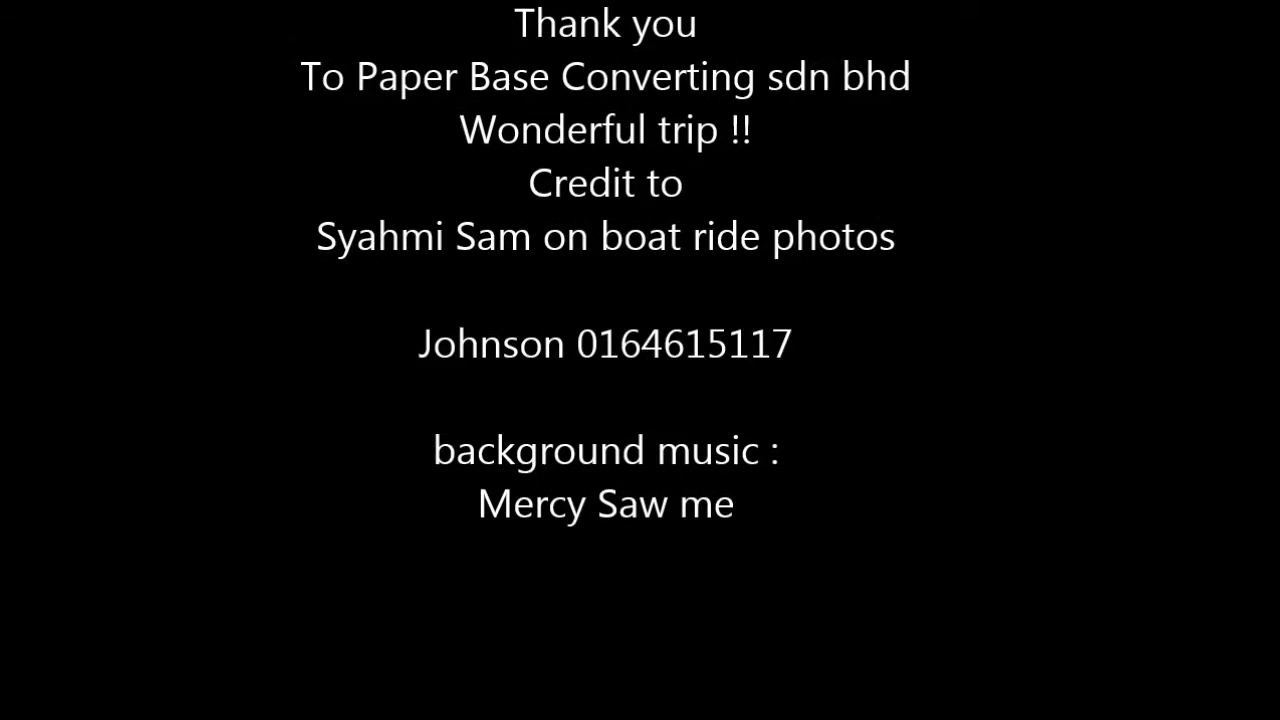 Thank you
To Paper Base Converting sdn bhd
Wonderful trip !!
Credit to
Syahmi Sam on boat ride photos
Johnson 0164615117
background music :
Mercy Saw me